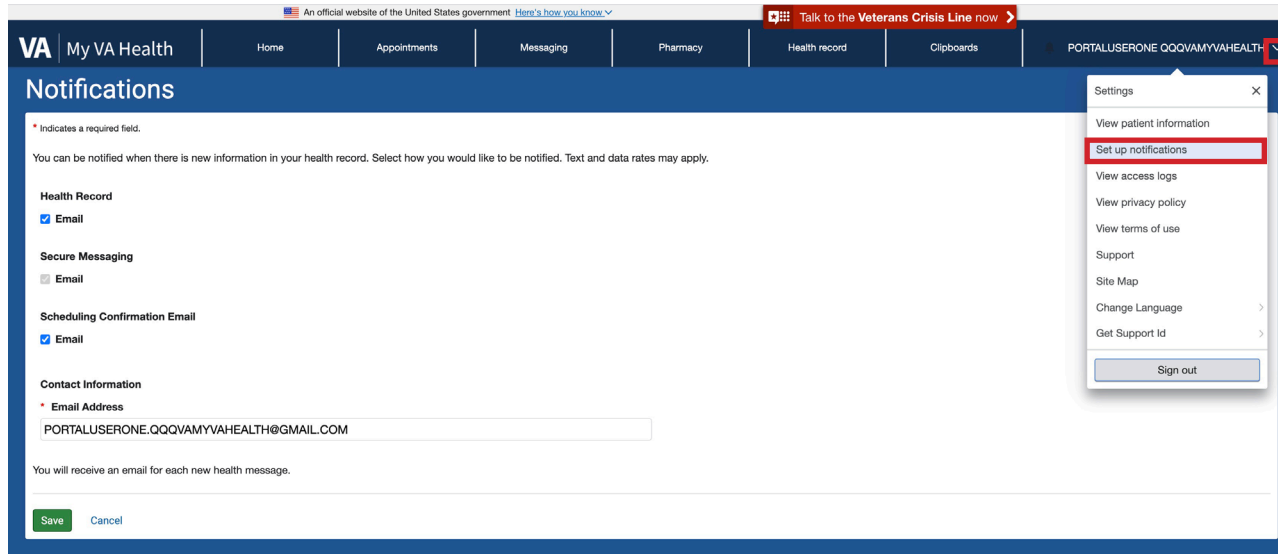 An official website of the United States government Here's how you know
Talk to the Veterans Crisis Line now
VA My VA Health
Home
Appointments
Messaging
Pharmacy
Health record
Clipboards
PORTALUSERONE QQQVAMYVAHEALTH
Notifications
* Indicates a required field.
You can be notified when there is new information in your health record. Select how you would like to be notified. Text and data rates may apply.
Health Record
Email
Secure Messaging
Email
Scheduling Confirmation Email
Email
Contact Information
* Email Address
PORTALUSERONE.QQQVAMYVAHEALTH@GMAIL.COM
You will receive an email for each new health message.
Save Cancel
Settings
View patient information
Set up notifications
View access logs
View privacy policy
View terms of use
Support
Site Map
Change Language
Get Support Id
Sign out